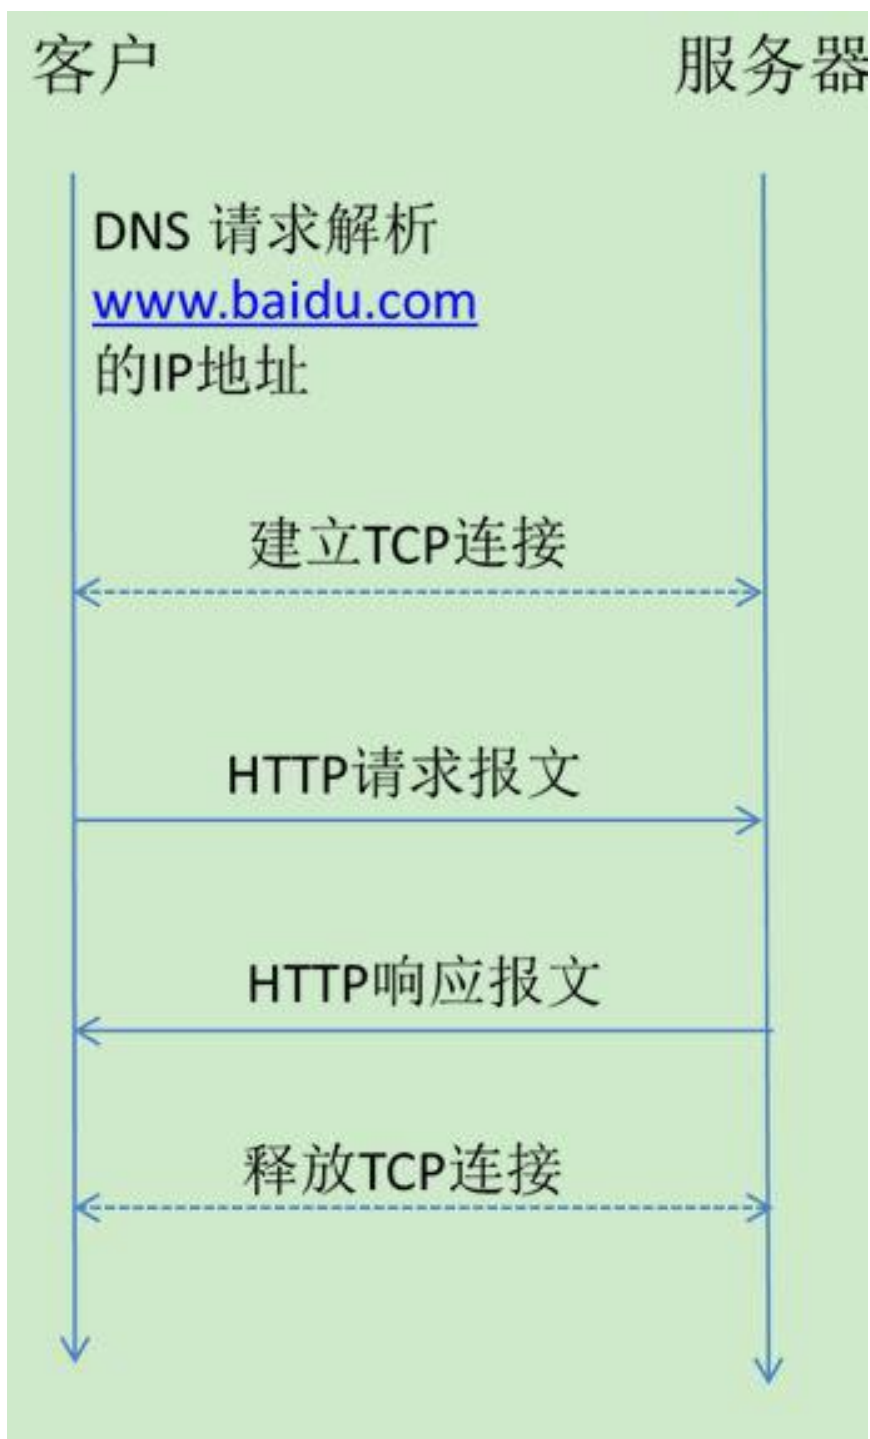 客户
服务器
DNS 请求解析
www.baidu.com
的IP地址
建立TCP连接
HTTP请求报文
HTTP响应报文
释放TCP连接